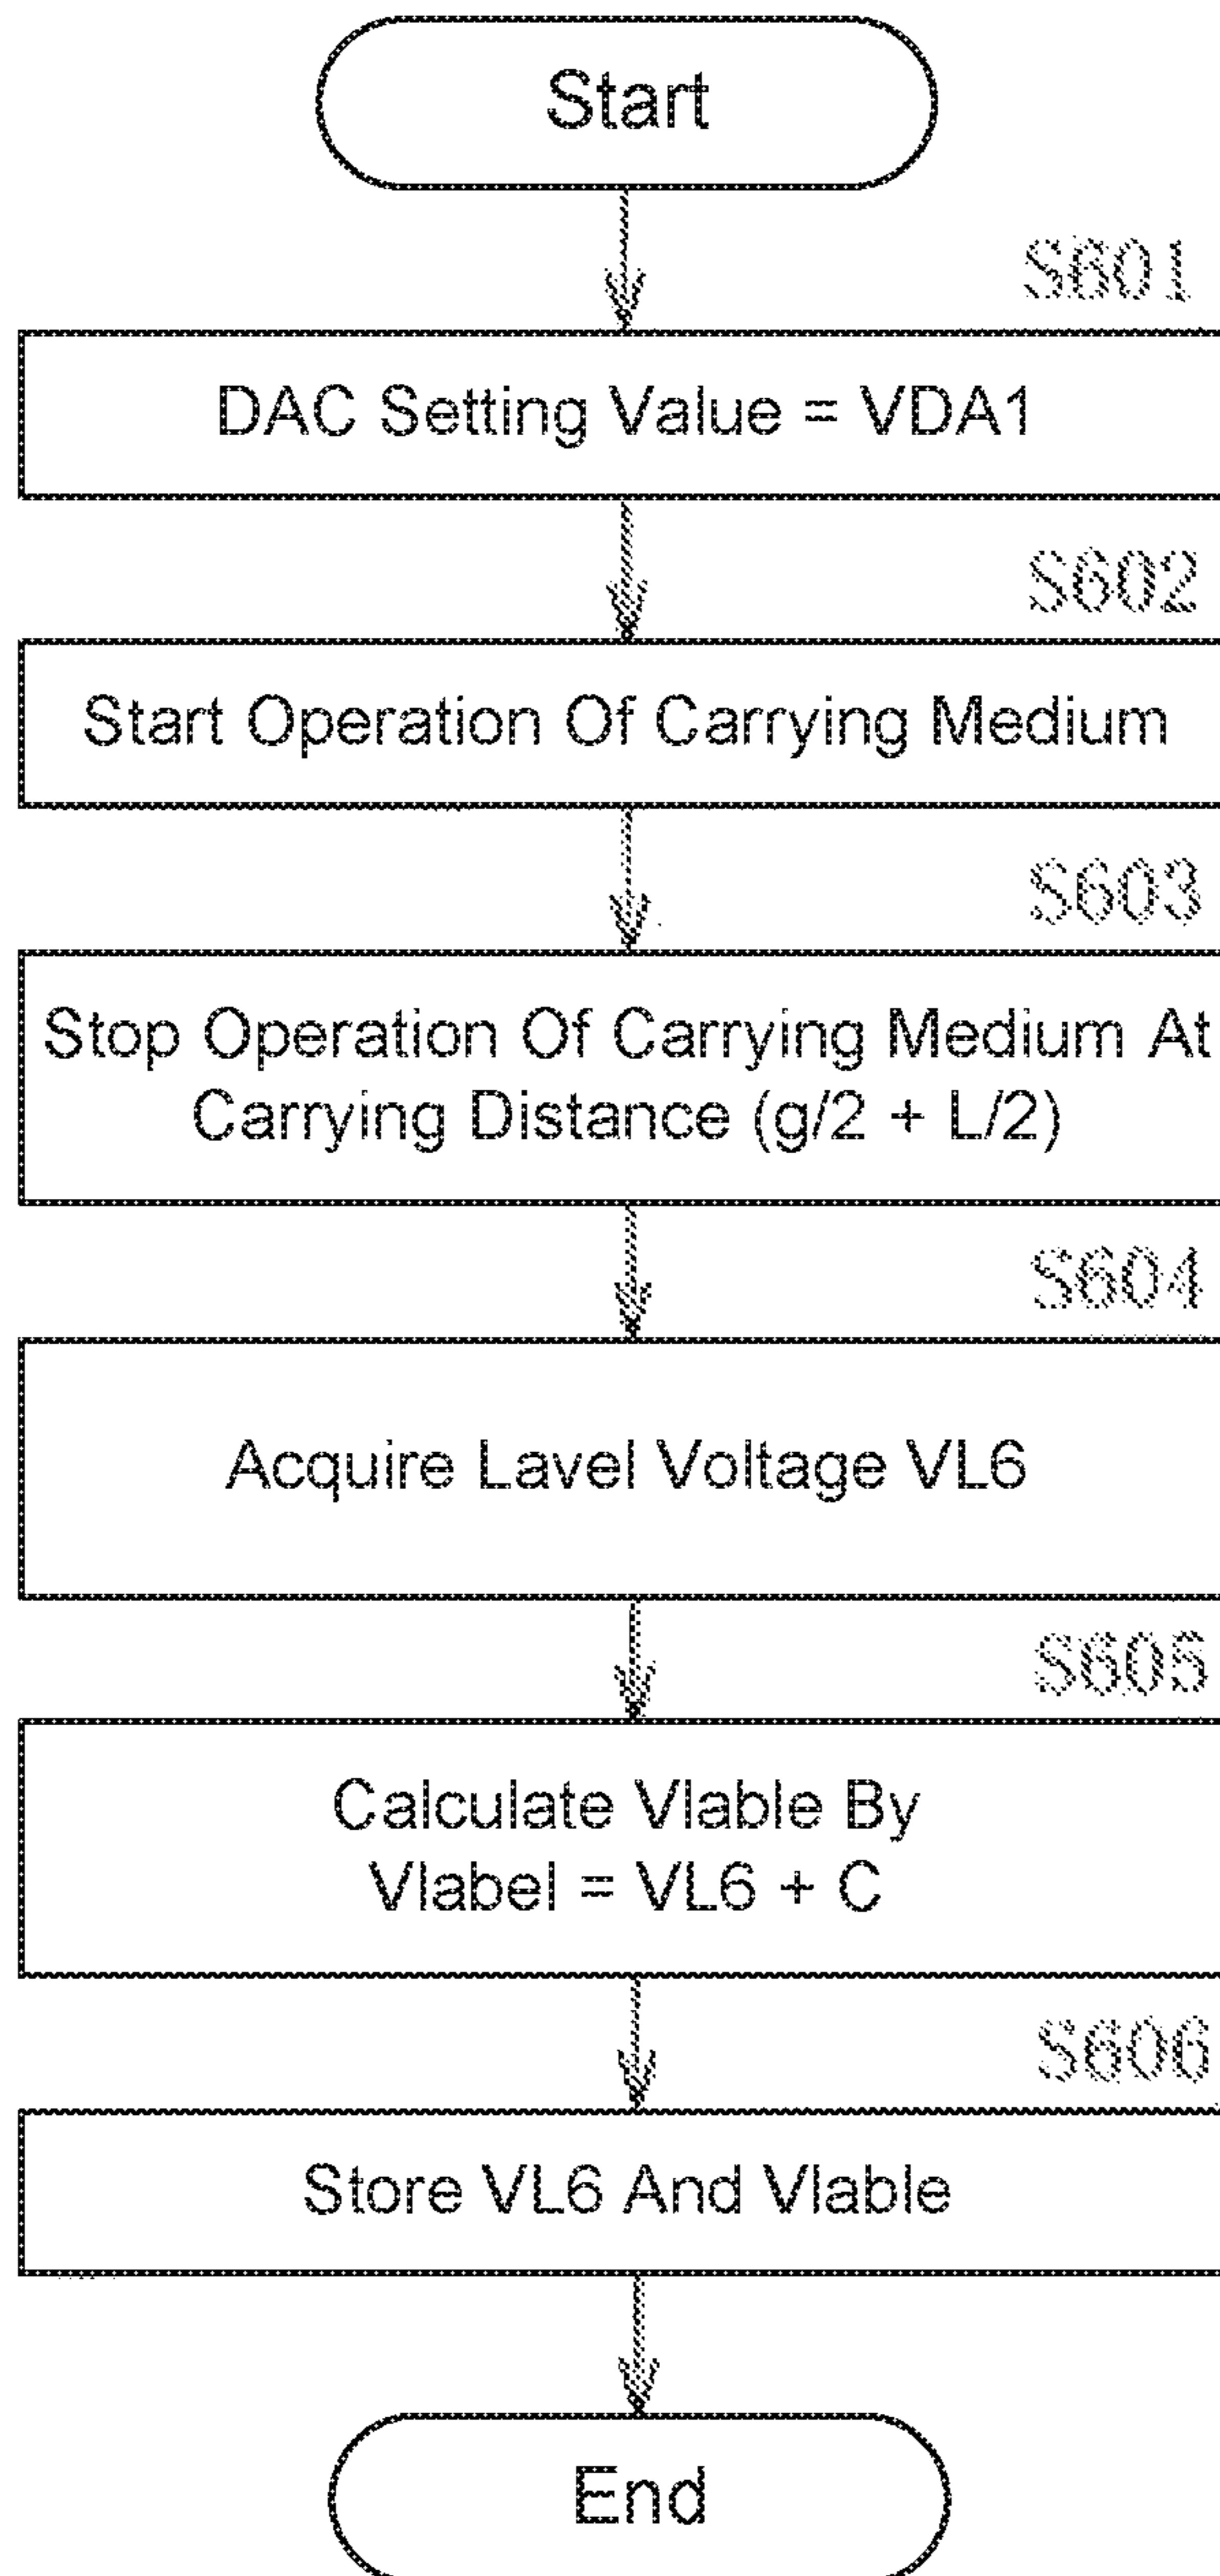 Start
S601
DAC Setting Value = VDA1
S602
Start Operation Of Carrying Medium
S603
Stop Operation Of Carrying Medium At
Carrying Distance (g/2 + L/2)
S604
Acquire Lavel Voltage VL6
S605
Calculate Vlable By
Vlabel = VL6 + C
S606
Store VL6 And Vlable
End